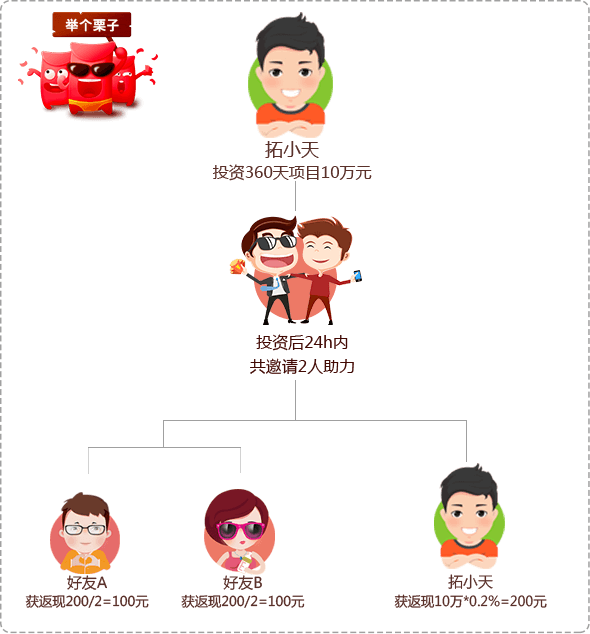 举个栗子
拓小天
投资360天项目10万元
投资后24h内
共邀请2人助力
好友A
获返现200/2=100元
好友B
获返现200/2=100元
拓小天
获返现10万*0.2%=200元